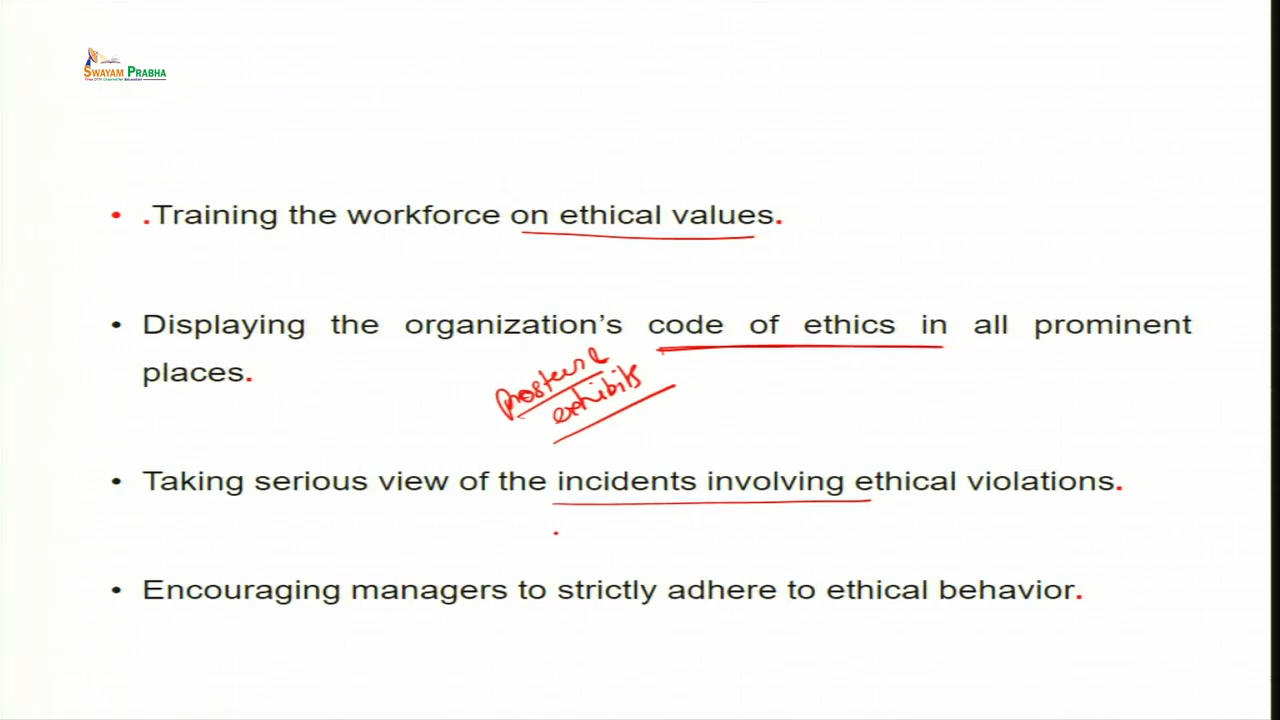 SWAYAM PRABHA
• .Training the workforce on ethical values.
• Displaying the organization's code of ethics in all prominent
places.
posters &
exhibits
• Taking serious view of the incidents involving ethical violations.
• Encouraging managers to strictly adhere to ethical behavior.